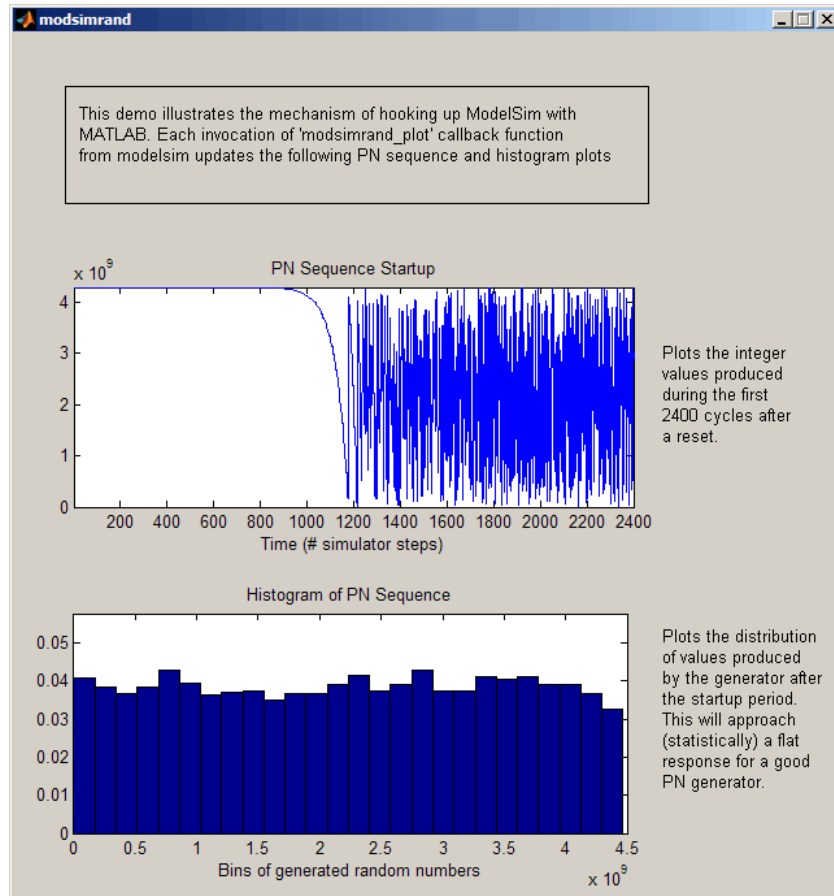 modsimrand
This demo illustrates the mechanism of hooking up ModelSim with
MATLAB. Each invocation of 'modsimrand_plot' callback function
from modelsim updates the following PN sequence and histogram plots
x 10^9
PN Sequence Startup
4
3
2
1
0
200 400 600 800 1000 1200 1400 1600 1800 2000 2200 2400
Time (# simulator steps)
Plots the integer
values produced
during the first
2400 cycles after
a reset.
Histogram of PN Sequence
0.05
0.04
0.03
0.02
0.01
0
0 0.5 1 1.5 2 2.5 3 3.5 4 4.5
Bins of generated random numbers
x 10^9
Plots the distribution
of values produced
by the generator after
the startup period.
This will approach
(statistically) a flat
response for a good
PN generator.